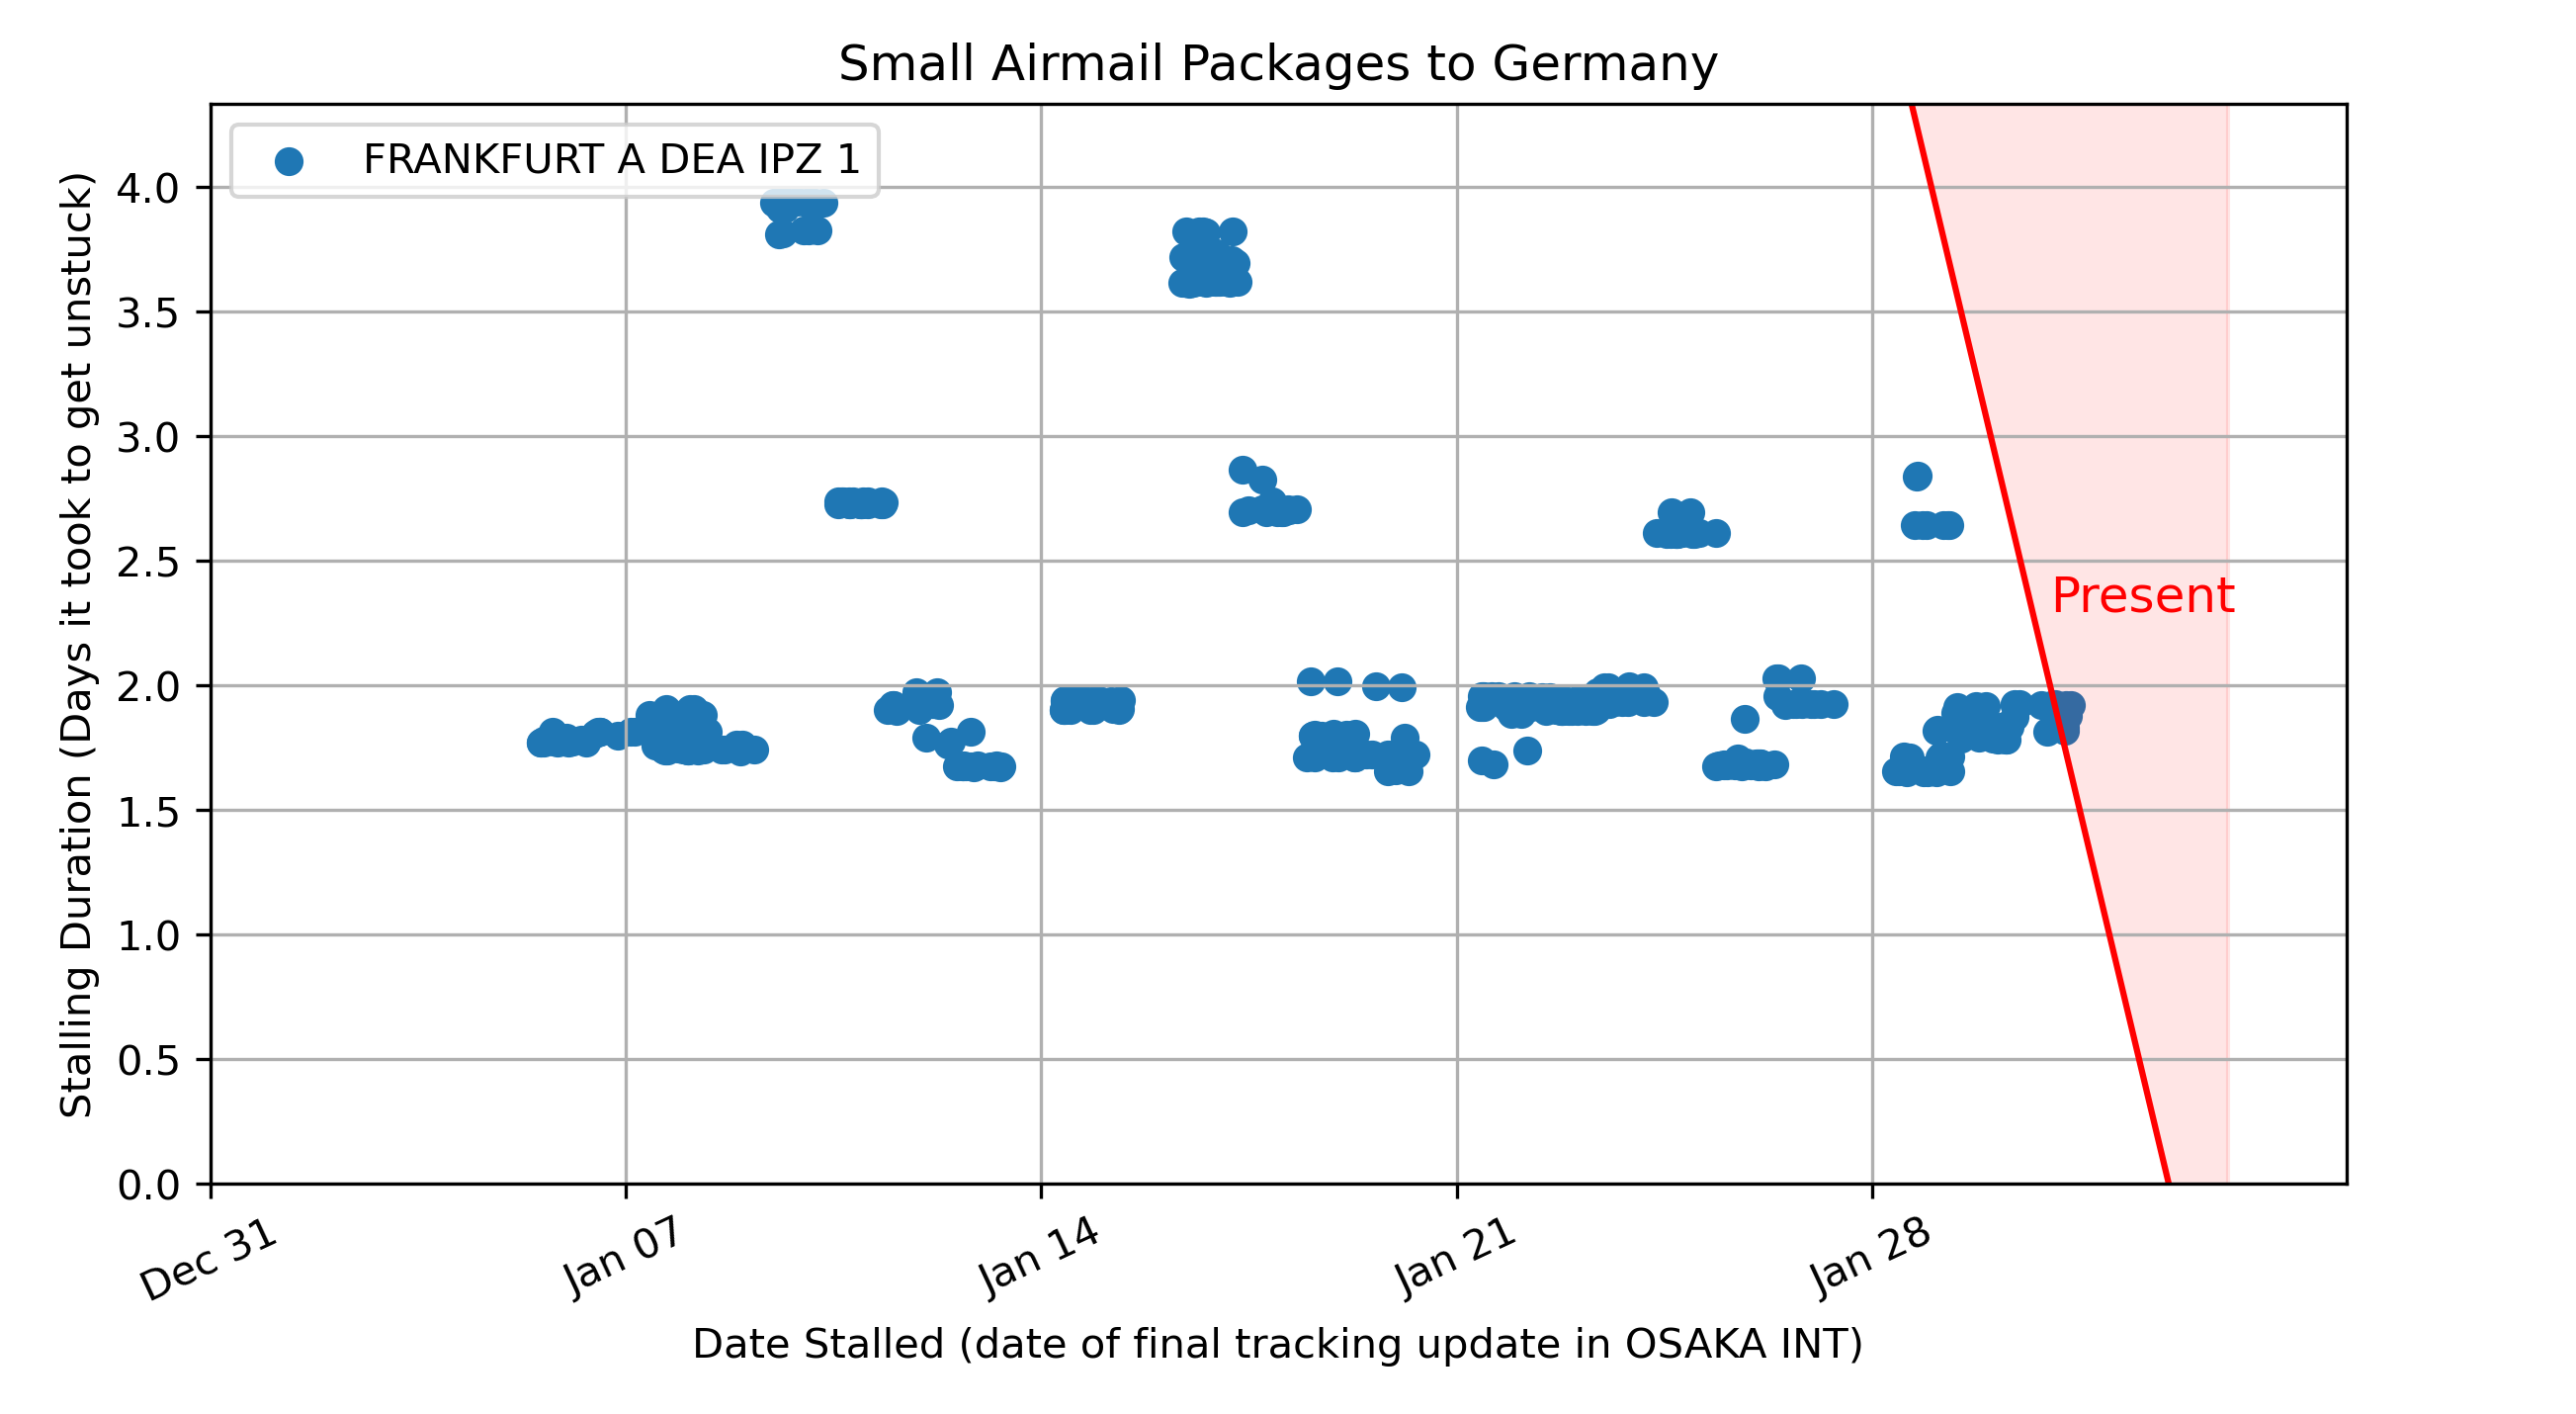 Small Airmail Packages to Germany
FRANKFURT A DEA IPZ 1
Stalling Duration (Days it took to get unstuck)
4.0
3.5
3.0
2.5
2.0
1.5
1.0
0.5
0.0
Present
Dec 31
Jan 07
Jan 14
Jan 21
Jan 28
Date Stalled (date of final tracking update in OSAKA INT)